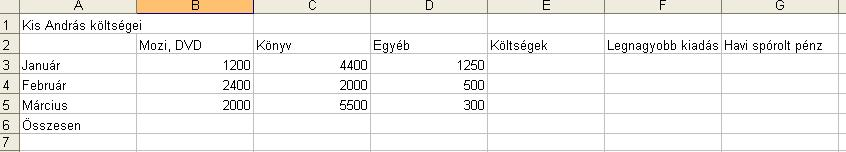 A B C D E F G
1 Kis András költségei
2 Mozi, DVD Könyv Egyéb Költségek Legnagyobb kiadás Havi spórolt pénz
3 Január 1200 4400 1250
4 Február 2400 2000 500
5 Március 2000 5500 300
6 Összesen
7